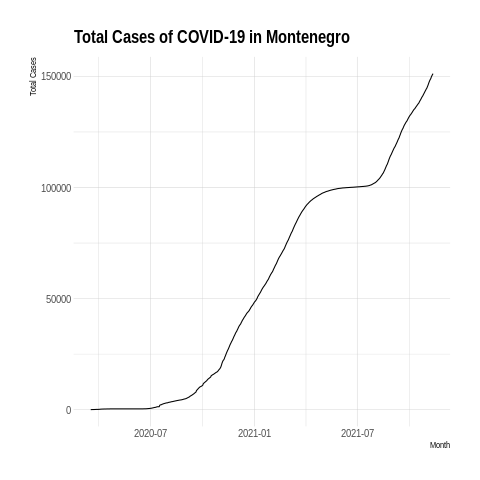 Total Cases of COVID-19 in Montenegro
Total Cases
150000
100000
50000
0
2020-07
2021-01
2021-07
Month